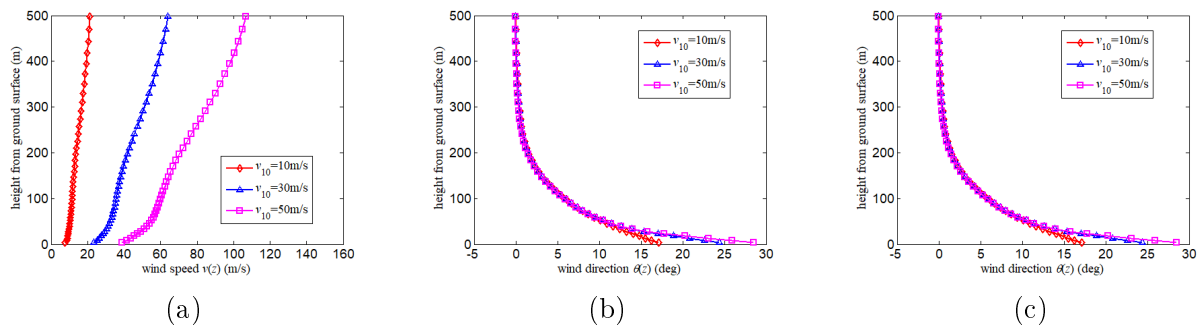 500
400
300
200
100
0
height from ground surface (m)
v10=10m/s
v10=30m/s
v10=50m/s
0 20 40 60 80 100 120 140 160
wind speed v(z) (m/s)
(a)
500
400
300
200
100
0
height from ground surface (m)
v10=10m/s
v10=30m/s
v10=50m/s
-5 0 5 10 15 20 25 30
wind direction θ(z) (deg)
(b)
500
400
300
200
100
0
height from ground surface (m)
v10=10m/s
v10=30m/s
v10=50m/s
-5 0 5 10 15 20 25 30
wind direction θ(z) (deg)
(c)